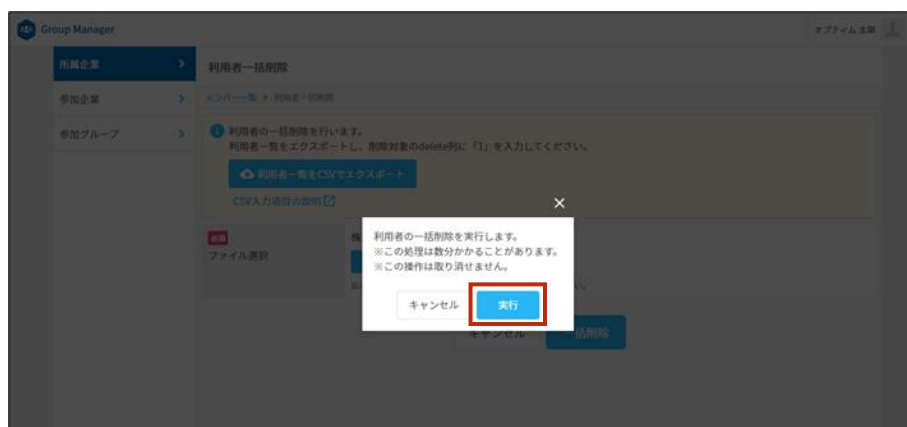 Group Manager
オプティム 太郎
所属企業
参加企業
参加グループ
利用者一括削除
メンバー一覧 > 利用者一括削除
利用者の一括削除を行います。
利用者一覧をエクスポートし、削除対象のdelete列に「1」を入力してください。
利用者一覧をCSVでエクスポート
CSV入力項目の説明
必須
ファイル選択
株
利用者の一括削除を実行します。
※この処理は数分かかることがあります。
※この操作は取り消せません。
キャンセル
実行
キャンセル
括削除